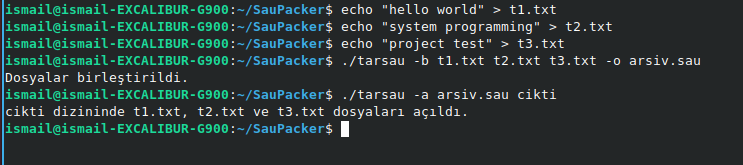 ismail@ismail-EXCALIBUR-G900:~/SauPacker$ echo "hello world" > t1.txt
ismail@ismail-EXCALIBUR-G900:~/SauPacker$ echo "system programming" > t2.txt
ismail@ismail-EXCALIBUR-G900:~/SauPacker$ echo "project test" > t3.txt
ismail@ismail-EXCALIBUR-G900:~/SauPacker$ ./tarsau -b t1.txt t2.txt t3.txt -o arsiv.sau
Dosyalar birleştirildi.
ismail@ismail-EXCALIBUR-G900:~/SauPacker$ ./tarsau -a arsiv.sau cikti
cikti dizininde t1.txt, t2.txt ve t3.txt dosyaları açıldı.
ismail@ismail-EXCALIBUR-G900:~/SauPacker$